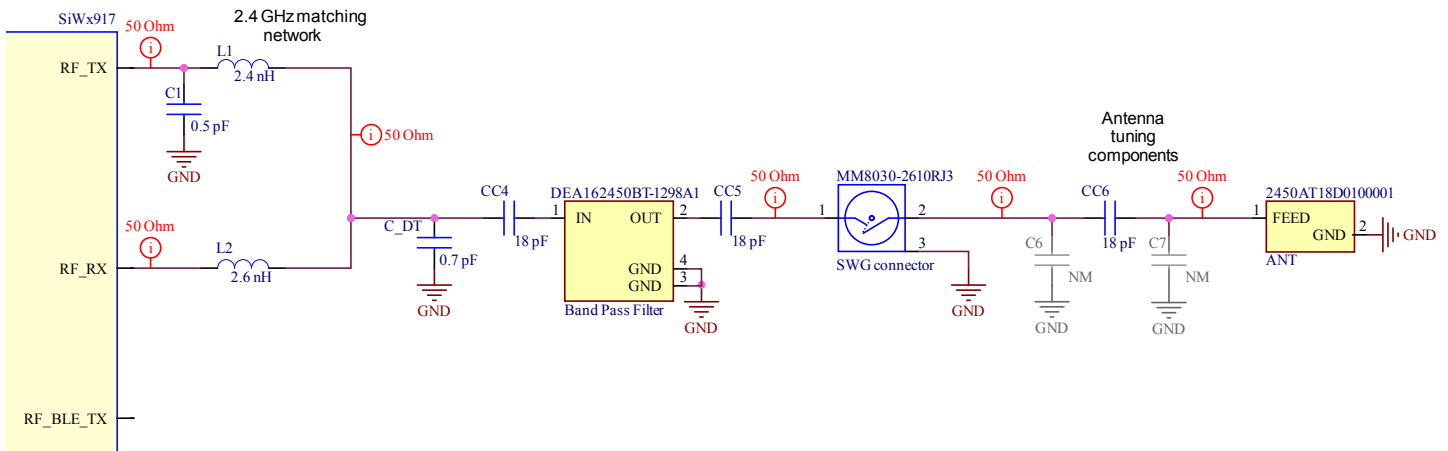 SiWx917
2.4 GHz matching
network
50 Ohm
i
L1
2.4 nH
RF_TX
C1
0.5 pF
GND
i
50 Ohm
50 Ohm
i
L2
2.6 nH
RF_RX
C_DT
0.7 pF
GND
CC4
18 pF
DEA162450BT-1298A1
1
IN
OUT
2
GND
4
GND
3
Band Pass Filter
GND
CC5
18 pF
50 Ohm
i
MM8030-2610RJ3
1
2
3
SWG connector
GND
50 Ohm
i
Antenna
tuning
components
C6
NM
GND
CC6
18 pF
C7
NM
GND
50 Ohm
i
2450AT18D0100001
1
FEED
GND
2
GND
ANT
RF_BLE_TX